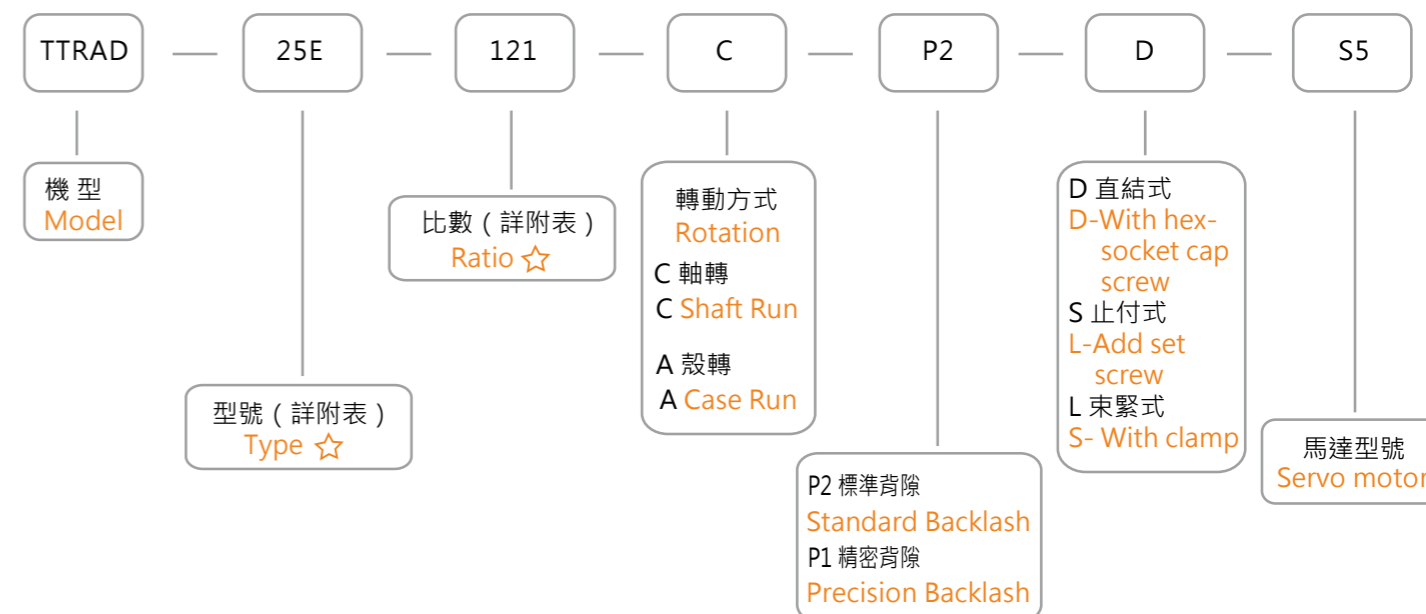 TTRAD — 25E — 121 — C — P2 — D — S5
機 型
Model
型號 ( 詳附表 )
Type ☆
比數 ( 詳附表 )
Ratio ☆
轉動方式
Rotation
C 軸轉
C Shaft Run
A 殼轉
A Case Run
P2 標準背隙
Standard Backlash
P1 精密背隙
Precision Backlash
D 直結式
D-With hex-
socket cap
screw
S 止付式
L-Add set
screw
L 束緊式
S- With clamp
馬達型號
Servo motor